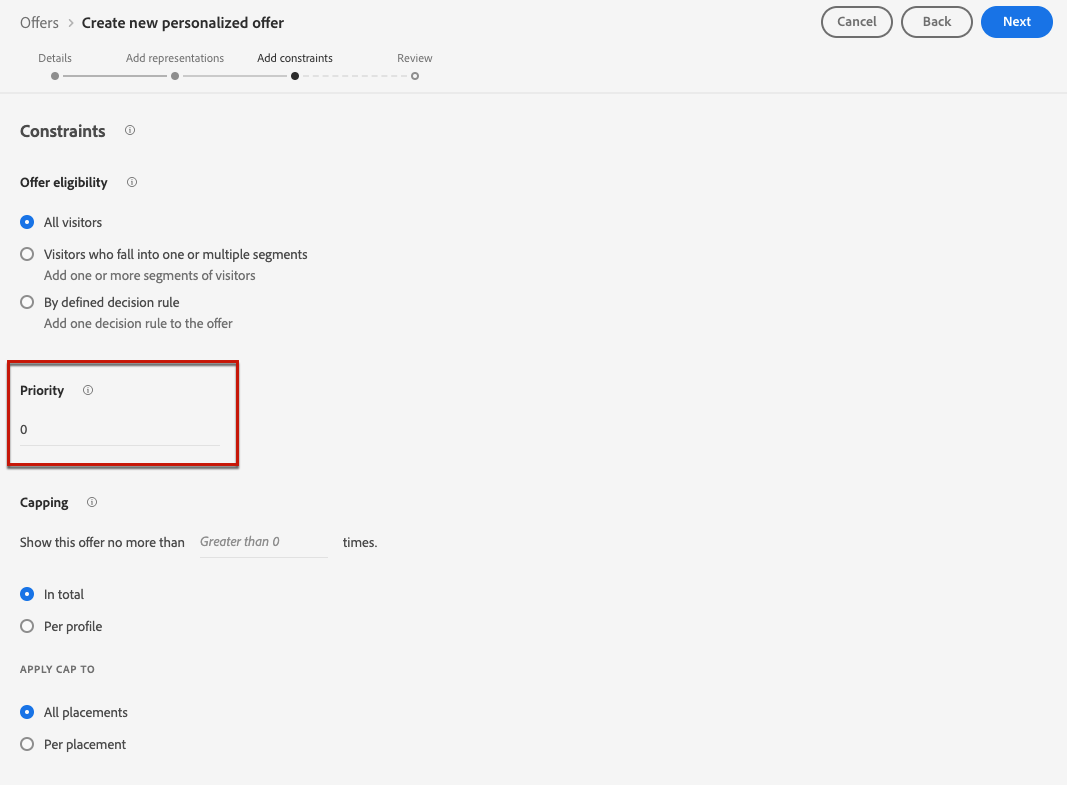 Offers > Create new personalized offer
Cancel
Back
Next
Details
Add representations
Add constraints
Review
Constraints
Offer eligibility
All visitors
Visitors who fall into one or multiple segments
Add one or more segments of visitors
By defined decision rule
Add one decision rule to the offer
Priority
0
Capping
Show this offer no more than Greater than 0 times.
In total
Per profile
APPLY CAP TO
All placements
Per placement